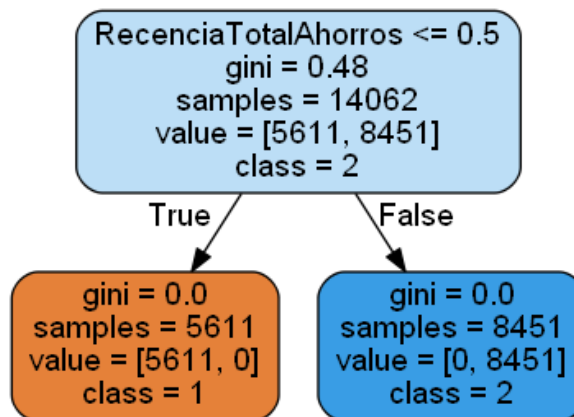 RecenciaTotalAhorros <= 0.5
gini = 0.48
samples = 14062
value = [5611, 8451]
class = 2
True
False
gini = 0.0
samples = 5611
value = [5611, 0]
class = 1
gini = 0.0
samples = 8451
value = [0, 8451]
class = 2